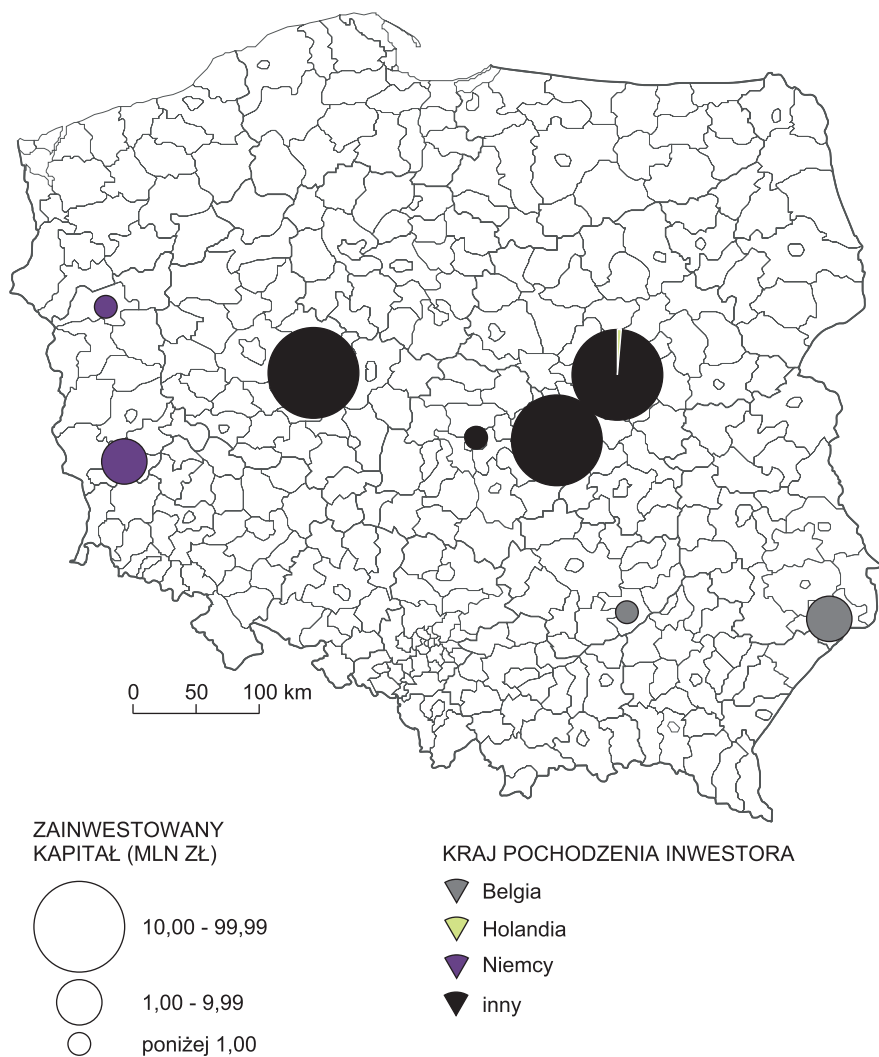 0 50 100 km
ZAINWESTOWANY
KAPITAŁ (MLN ZŁ)
10,00 - 99,99
1,00 - 9,99
poniżej 1,00
KRAJ POCHODZENIA INWESTORA
Belgia
Holandia
Niemcy
inny